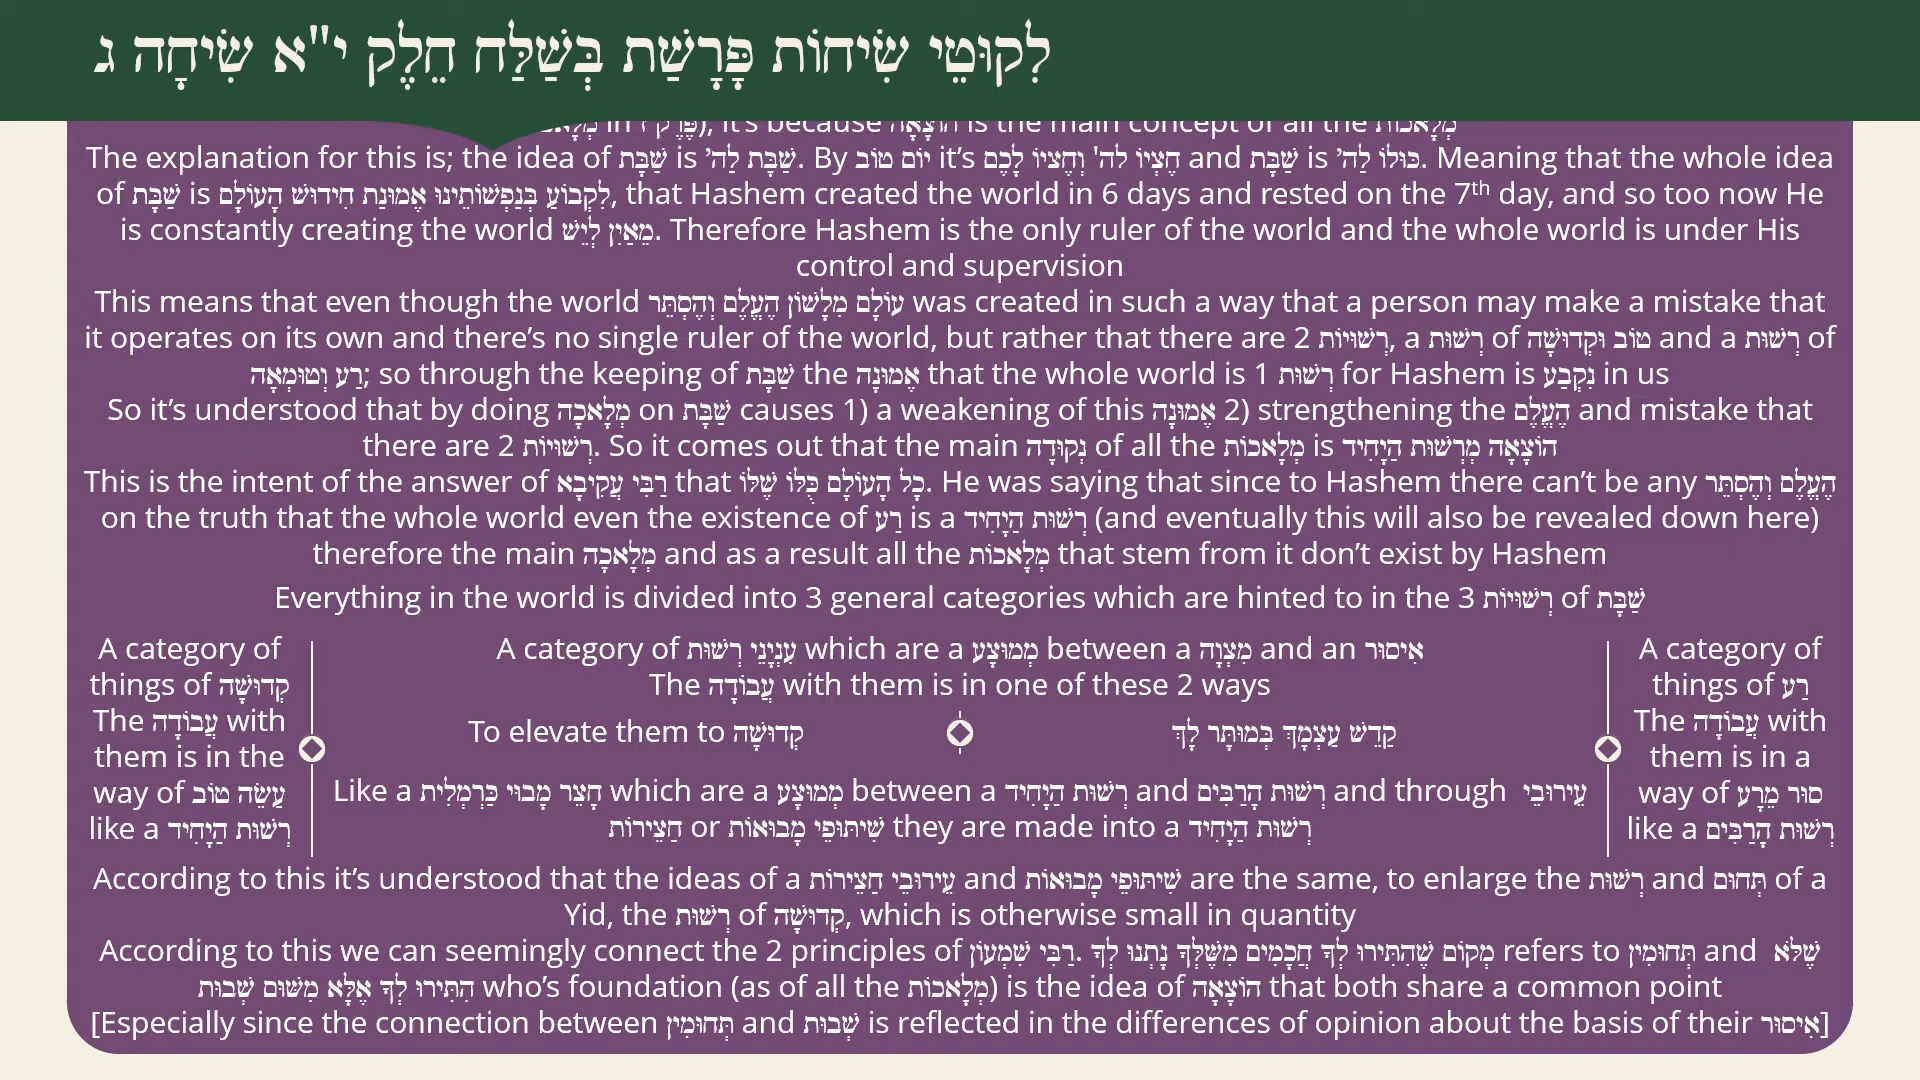 לִקוּטֵי שִׂיחוֹת פָּרָשַׁת בְּשַׁלַּח חֵלֶק י"א שִׂיחָה ג
in it's because הוֹצָאָה is the main concept of all the מְלָאכוֹת
The explanation for this is; the idea of שַׁבָּת is שַׁבָּת לַה'. By יוֹם טוֹב it's חֶצְיוֹ לה' וְחֶצְיוֹ לָכֶם and שַׁבָּת is כּוּלוֹ לַה'. Meaning that the whole idea
of שַׁבָּת is לִקְבוֹעַ בְּנַפְשׁוֹתֵינוּ אֶמוּנַת חִידוּשׁ הָעוֹלָם, that Hashem created the world in 6 days and rested on the 7th day, and so too now He
is constantly creating the world מֵאַיִן לְיֵשׁ. Therefore Hashem is the only ruler of the world and the whole world is under His
control and supervision
This means that even though the world עוֹלָם מִלָשׁוֹן הֶעֱלֶם וְהֶסְתֵּר was created in such a way that a person may make a mistake that
it operates on its own and there's no single ruler of the world, but rather that there are 2 רְשׁוּיוֹת, a רְשׁוּת of טוֹב וּקְדוּשָׁה and a רְשׁוּת of
רַע וְטוּמְאָה; so through the keeping of שַׁבָּת the אֶמוּנָה that the whole world is 1 רְשׁוּת for Hashem is נִקְבַע in us
So it's understood that by doing מְלָאכָה on שַׁבָּת causes 1) a weakening of this אֶמוּנָה 2) strengthening the הֶעֱלֶם and mistake that
there are 2 רְשׁוּיוֹת. So it comes out that the main נְקוּדָה of all the מְלָאכוֹת is הוֹצָאָה מְרְשׁוּת הַיָּחִיד
This is the intent of the answer of רַבִּי עֲקִיבָא that כָל הָעוֹלָם כֻּלּוֹ שֶׁלּוֹ. He was saying that since to Hashem there can't be any הֶעֱלֶם וְהֶסְתֵּר
on the truth that the whole world even the existence of רַע is a רְשׁוּת הַיָּחִיד (and eventually this will also be revealed down here)
therefore the main מְלָאכָה and as a result all the מְלָאכוֹת that stem from it don't exist by Hashem
Everything in the world is divided into 3 general categories which are hinted to in the 3 רְשׁוּיוֹת of שַׁבָּת
A category of
things of קְדוּשָׁה
The עֲבוֹדָה with
them is in the
way of עַשֵׂה טוֹב
like a רְשׁוּת הַיָּחִיד
A category of עִנְיָנֵי רְשׁוּת which are a מְמוּצָע between a מִצְוָה and an אִיסוּר
The עֲבוֹדָה with them is in one of these 2 ways
To elevate them to קְדוּשָׁה
קַדֵשׁ עַצְמָךְ בְּמוּתָּר לָךְ
Like a חָצֵר מָבוּי כַּרְמְלִית which are a מְמוּצָע between a רְשׁוּת הַיָּחִיד and רְשׁוּת הָרַבִּים and through עֵירוּבֵי
חַצֵירוֹת or שִׁיתּוּפֵי מָבוּאוֹת they are made into a רְשׁוּת הַיָּחִיד
A category of
things of רַע
The עֲבוֹדָה with
them is in a
way of סוּר מֵרָע
like a רְשׁוּת הָרַבִּים
According to this it's understood that the ideas of a עֵירוּבֵי חַצֵירוֹת and שִׁיתּוּפֵי מָבוּאוֹת are the same, to enlarge the רְשׁוּת and תְּחוּם of a
Yid, the רְשׁוּת of קְדוּשָׁה, which is otherwise small in quantity
According to this we can seemingly connect the 2 principles of רַבִּי שִׁמְעוֹן. מְקוֹם שֶׁהִתִּירוּ לְךָ חֲכָמִים מִשֶּׁלְּךָ נָתְנוּ לְךָ refers to תְּחוּמִין and שֶׁלֹּא
הִתִּירוּ לְךָ אֶלָּא מִשּׁוּם שְׁבוּת who's foundation (as of all the מְלָאכוֹת) is the idea of הוֹצָאָה that both share a common point
[Especially since the connection between תְּחוּמִין and שְׁבוּת is reflected in the differences of opinion about the basis of their אִיסוּר]